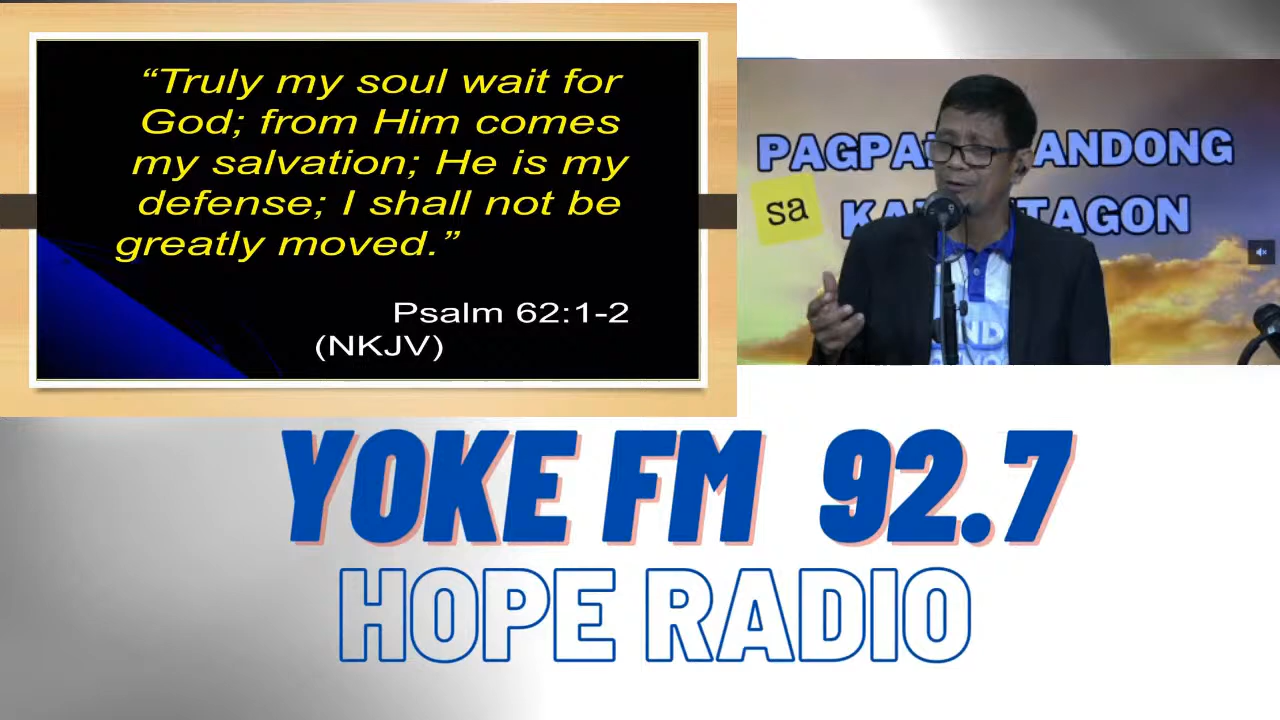 “Truly my soul wait for
God; from Him comes
my salvation; He is my
defense; I shall not be
greatly moved.”
Psalm 62:1-2
(NKJV)
sa
YOKE FM 92.7
HOPE RADIO